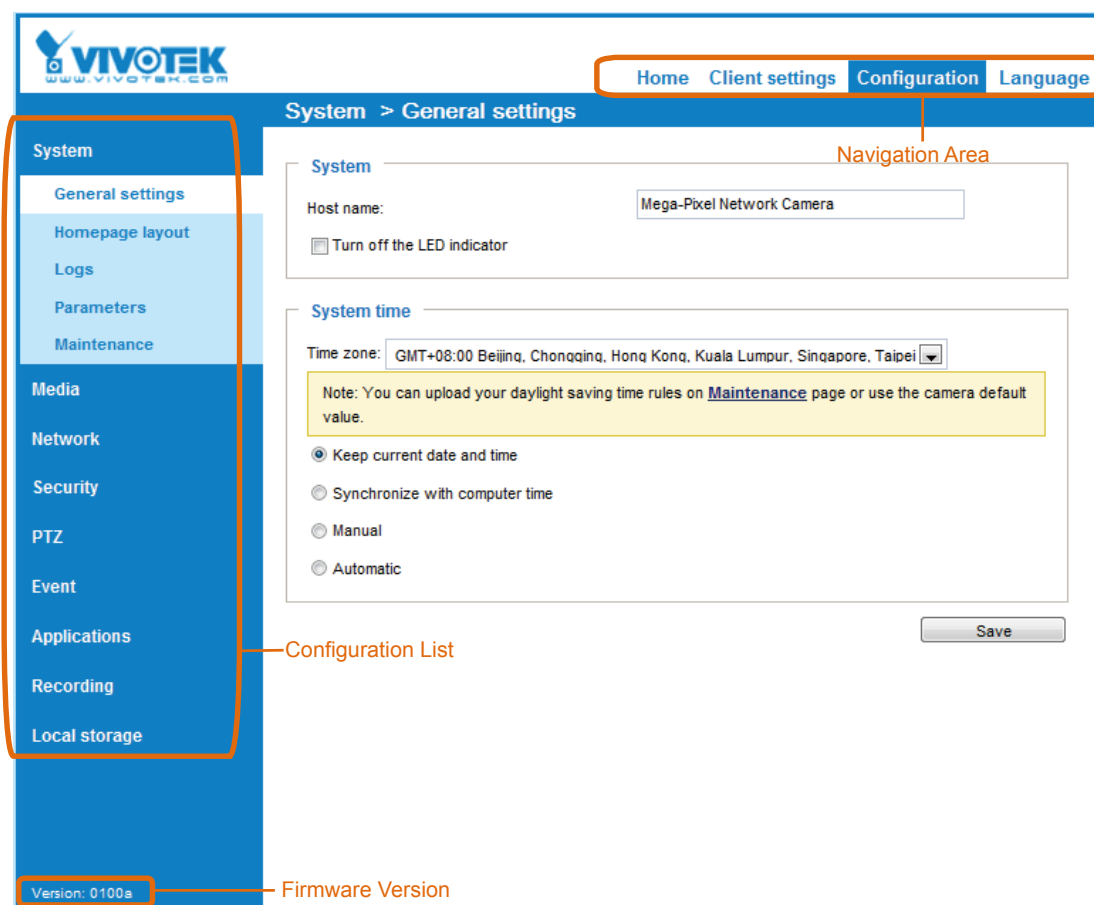 VIVOTEK
www.vivotek.com
Home Client settings Configuration Language
System > General settings
Navigation Area
System
General settings
Homepage layout
Logs
Parameters
Maintenance
Media
Network
Security
PTZ
Event
Applications
Recording
Local storage
Configuration List
Version: 0100a
Firmware Version
System
Host name: Mega-Pixel Network Camera
Turn off the LED indicator
System time
Time zone: GMT+08:00 Beijing, Chongqing, Hong Kong, Kuala Lumpur, Singapore, Taipei
Note: You can upload your daylight saving time rules on Maintenance page or use the camera default
value.
Keep current date and time
Synchronize with computer time
Manual
Automatic
Save